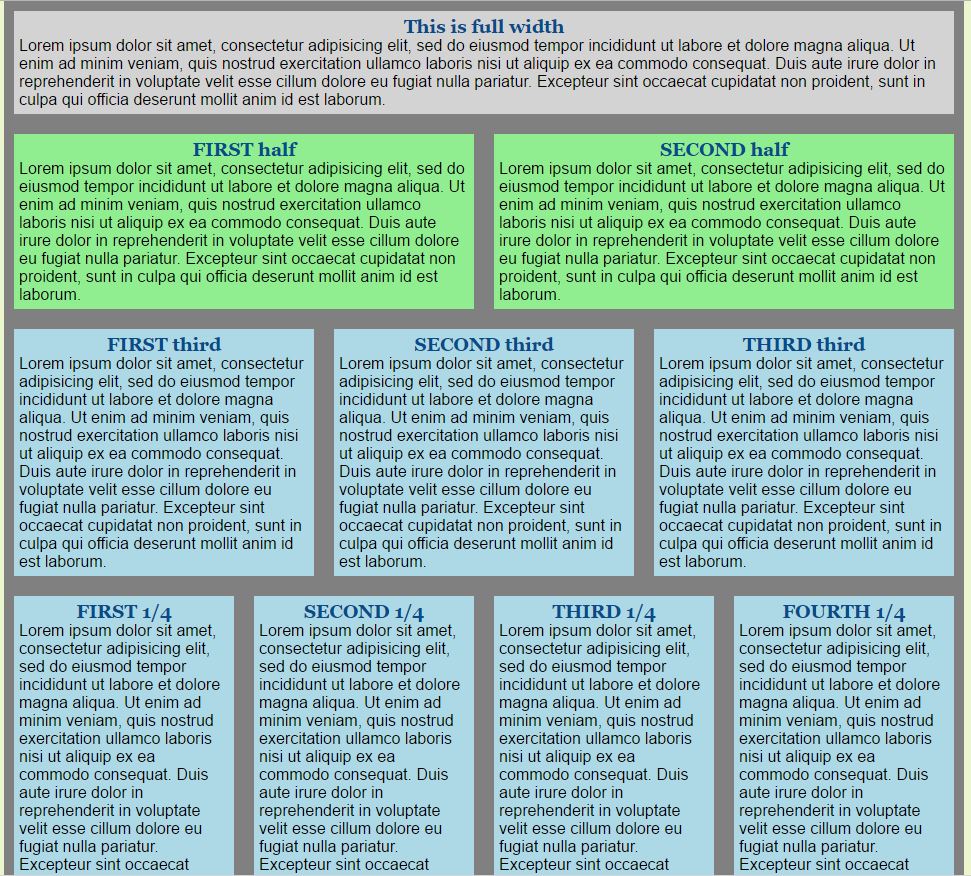 This is full width
Lorem ipsum dolor sit amet, consectetur adipisicing elit, sed do eiusmod tempor incididunt ut labore et dolore magna aliqua. Ut
enim ad minim veniam, quis nostrud exercitation ullamco laboris nisi ut aliquip ex ea commodo consequat. Duis aute irure dolor in
reprehenderit in voluptate velit esse cillum dolore eu fugiat nulla pariatur. Excepteur sint occaecat cupidatat non proident, sunt in
culpa qui officia deserunt mollit anim id est laborum.
FIRST half
Lorem ipsum dolor sit amet, consectetur adipisicing elit, sed do
eiusmod tempor incididunt ut labore et dolore magna aliqua. Ut
enim ad minim veniam, quis nostrud exercitation ullamco
laboris nisi ut aliquip ex ea commodo consequat. Duis aute
irure dolor in reprehenderit in voluptate velit esse cillum dolore
eu fugiat nulla pariatur. Excepteur sint occaecat cupidatat non
proident, sunt in culpa qui officia deserunt mollit anim id est
laborum.
SECOND half
Lorem ipsum dolor sit amet, consectetur adipisicing elit, sed do
eiusmod tempor incididunt ut labore et dolore magna aliqua. Ut
enim ad minim veniam, quis nostrud exercitation ullamco
laboris nisi ut aliquip ex ea commodo consequat. Duis aute
irure dolor in reprehenderit in voluptate velit esse cillum dolore
eu fugiat nulla pariatur. Excepteur sint occaecat cupidatat non
proident, sunt in culpa qui officia deserunt mollit anim id est
laborum.
FIRST third
Lorem ipsum dolor sit amet, consectetur
adipisicing elit, sed do eiusmod tempor
incididunt ut labore et dolore magna
aliqua. Ut enim ad minim veniam, quis
nostrud exercitation ullamco laboris nisi
ut aliquip ex ea commodo consequat.
Duis aute irure dolor in reprehenderit in
voluptate velit esse cillum dolore eu
fugiat nulla pariatur. Excepteur sint
occaecat cupidatat non proident, sunt in
culpa qui officia deserunt mollit anim id
est laborum.
SECOND third
Lorem ipsum dolor sit amet, consectetur
adipisicing elit, sed do eiusmod tempor
incididunt ut labore et dolore magna
aliqua. Ut enim ad minim veniam, quis
nostrud exercitation ullamco laboris nisi
ut aliquip ex ea commodo consequat.
Duis aute irure dolor in reprehenderit in
voluptate velit esse cillum dolore eu
fugiat nulla pariatur. Excepteur sint
occaecat cupidatat non proident, sunt in
culpa qui officia deserunt mollit anim id
est laborum.
THIRD third
Lorem ipsum dolor sit amet, consectetur
adipisicing elit, sed do eiusmod tempor
incididunt ut labore et dolore magna
aliqua. Ut enim ad minim veniam, quis
nostrud exercitation ullamco laboris nisi
ut aliquip ex ea commodo consequat.
Duis aute irure dolor in reprehenderit in
voluptate velit esse cillum dolore eu
fugiat nulla pariatur. Excepteur sint
occaecat cupidatat non proident, sunt in
culpa qui officia deserunt mollit anim id
est laborum.
FIRST 1/4
Lorem ipsum dolor sit amet,
consectetur adipisicing elit,
sed do eiusmod tempor
incididunt ut labore et dolore
magna aliqua. Ut enim ad
minim veniam, quis nostrud
exercitation ullamco laboris
nisi ut aliquip ex ea
commodo consequat. Duis
aute irure dolor in
reprehenderit in voluptate
velit esse cillum dolore eu
fugiat nulla pariatur.
Excepteur sint occaecat
SECOND 1/4
Lorem ipsum dolor sit amet,
consectetur adipisicing elit,
sed do eiusmod tempor
incididunt ut labore et dolore
magna aliqua. Ut enim ad
minim veniam, quis nostrud
exercitation ullamco laboris
nisi ut aliquip ex ea
commodo consequat. Duis
aute irure dolor in
reprehenderit in voluptate
velit esse cillum dolore eu
fugiat nulla pariatur.
Excepteur sint occaecat
THIRD 1/4
Lorem ipsum dolor sit amet,
consectetur adipisicing elit,
sed do eiusmod tempor
incididunt ut labore et dolore
magna aliqua. Ut enim ad
minim veniam, quis nostrud
exercitation ullamco laboris
nisi ut aliquip ex ea
commodo consequat. Duis
aute irure dolor in
reprehenderit in voluptate
velit esse cillum dolore eu
fugiat nulla pariatur.
Excepteur sint occaecat
FOURTH 1/4
Lorem ipsum dolor sit amet,
consectetur adipisicing elit,
sed do eiusmod tempor
incididunt ut labore et dolore
magna aliqua. Ut enim ad
minim veniam, quis nostrud
exercitation ullamco laboris
nisi ut aliquip ex ea
commodo consequat. Duis
aute irure dolor in
reprehenderit in voluptate
velit esse cillum dolore eu
fugiat nulla pariatur.
Excepteur sint occaecat